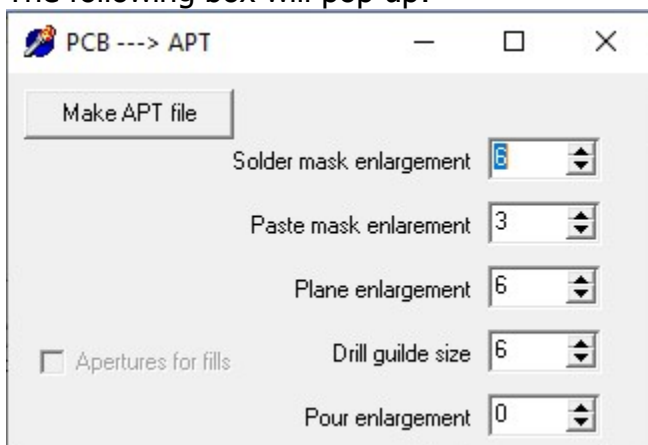 The following box will pop up:
PCB ---> APT
Make APT file
Solder mask enlargement 6
Paste mask enlarement 3
Plane enlargement 6
Apertures for fills
Drill guilde size 6
Pour enlargement 0